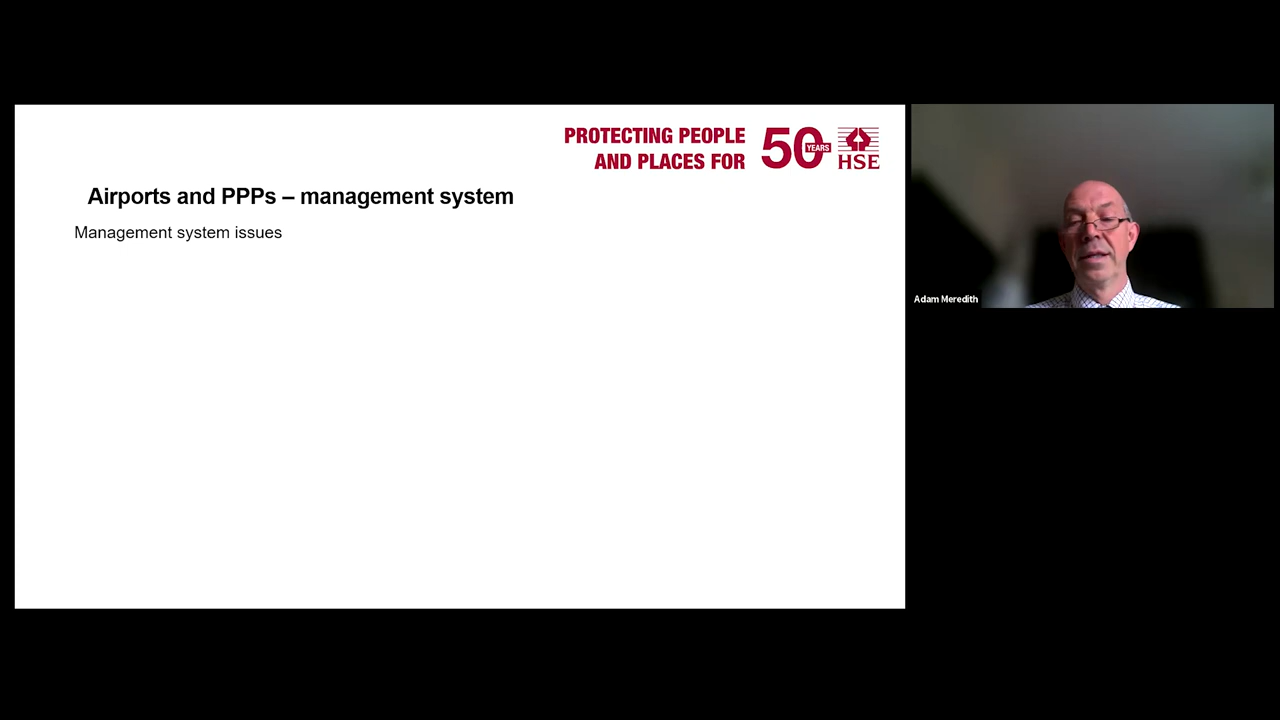 PROTECTING PEOPLE
AND PLACES FOR
50 YEARS
HSE
Airports and PPPs – management system
Management system issues
Adam Meredith